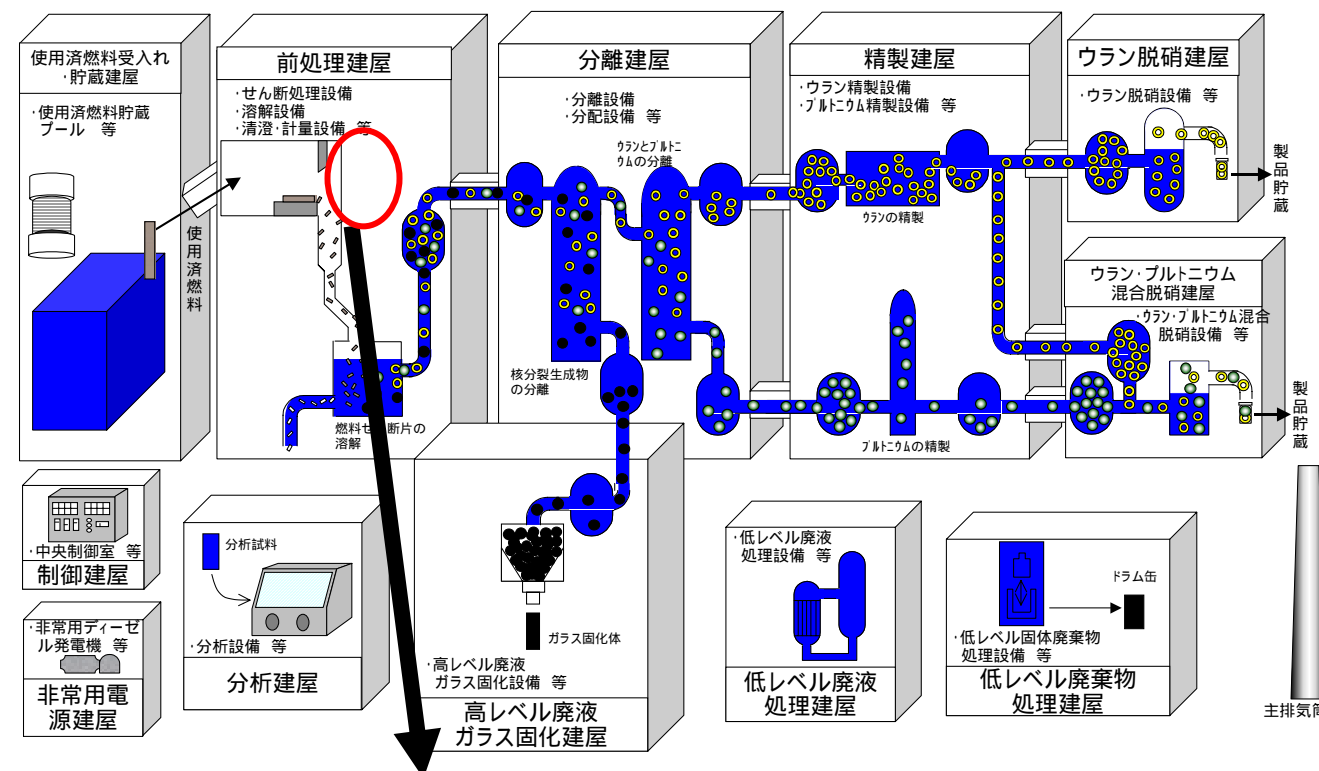 使用済燃料受入れ
・貯蔵建屋
・使用済燃料貯蔵
プール 等
使用済燃料
前処理建屋
・せん断処理設備
・溶解設備
・清澄・計量設備 等
燃料せ
断片の
溶解
分離建屋
・分離設備
・分配設備 等
ウランとプルトニ
ウムの分離
核分裂生成物
の分離
精製建屋
・ウラン精製設備
・プルトニウム精製設備 等
ウランの精製
プルトニウムの精製
ウラン脱硝建屋
・ウラン脱硝設備 等
製品貯蔵
ウラン・プルトニウム
混合脱硝建屋
・ウラン・プルトニウム混合
脱硝設備 等
製品貯蔵
・中央制御室 等
制御建屋
・非常用ディーゼ
ル発電機 等
非常用電
源建屋
分析試料
・分析設備 等
分析建屋
ガラス固化体
・高レベル廃液
ガラス固化設備 等
高レベル廃液
ガラス固化建屋
・低レベル廃液
処理設備 等
低レベル廃液
処理建屋
ドラム缶
・低レベル固体廃棄物
処理設備 等
低レベル廃棄物
処理建屋
主排気筒